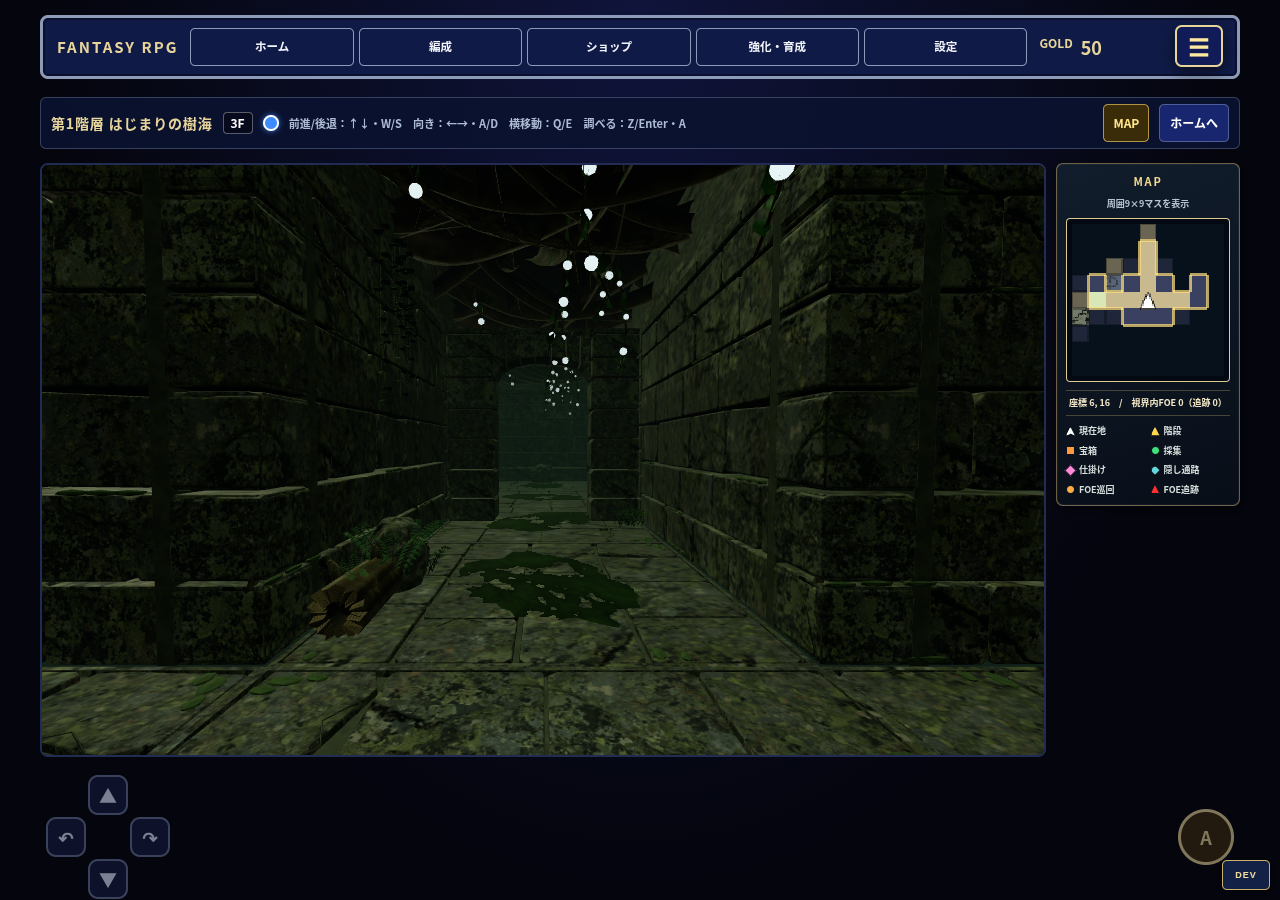 FANTASY RPG
ホーム
編成
ショップ
強化・育成
設定
GOLD 50
第1階層 はじまりの樹海
3F
前進/後退：↑↓・W/S 向き：←→・A/D 横移動：Q/E 調べる：Z/Enter・A
MAP
ホームへ
MAP
周囲9×9マスを表示
座標 6, 16 / 視界内FOE 0（追跡 0）
現在地
階段
宝箱
採集
仕掛け
隠し通路
FOE巡回
FOE追跡
A
DEV